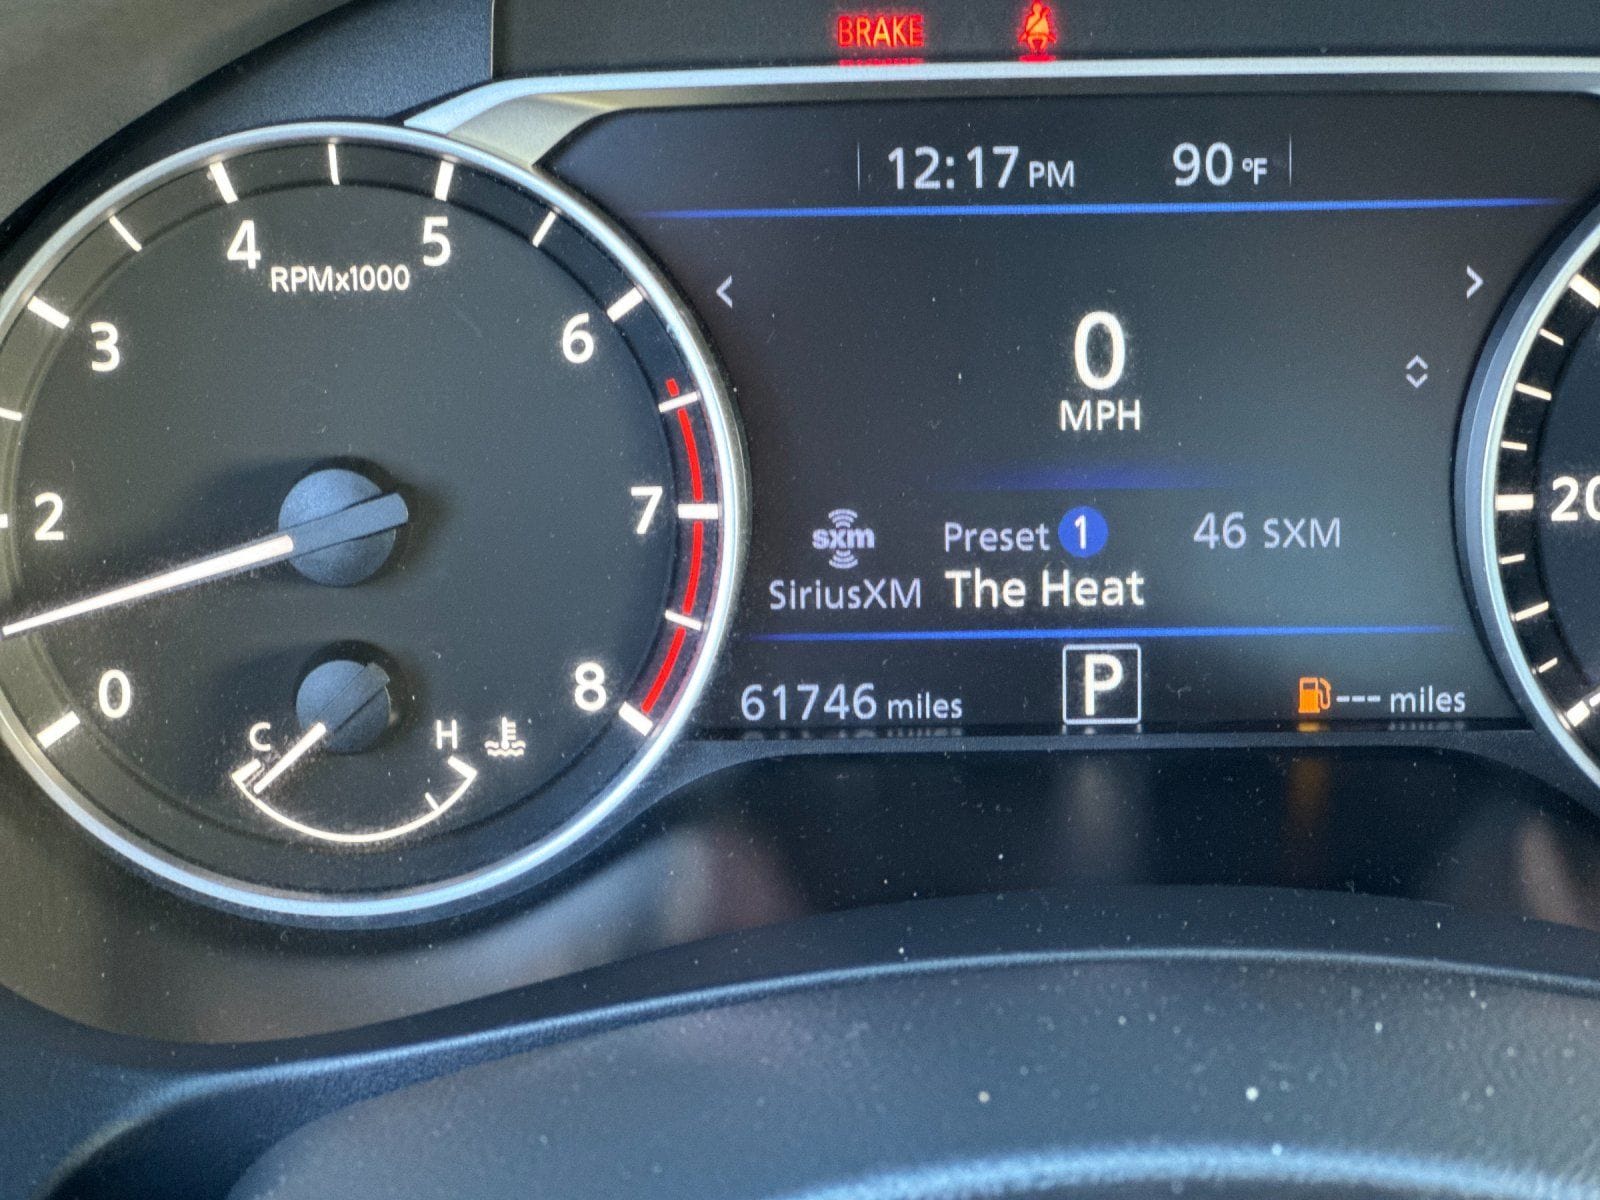 BRAKE
12:17 PM 90 °F
4 5
RPMx1000
3 6
0
MPH
2 7
sxm Preset 1 46 SXM
SiriusXM The Heat
20
0 8
61746 miles P --- miles
C H